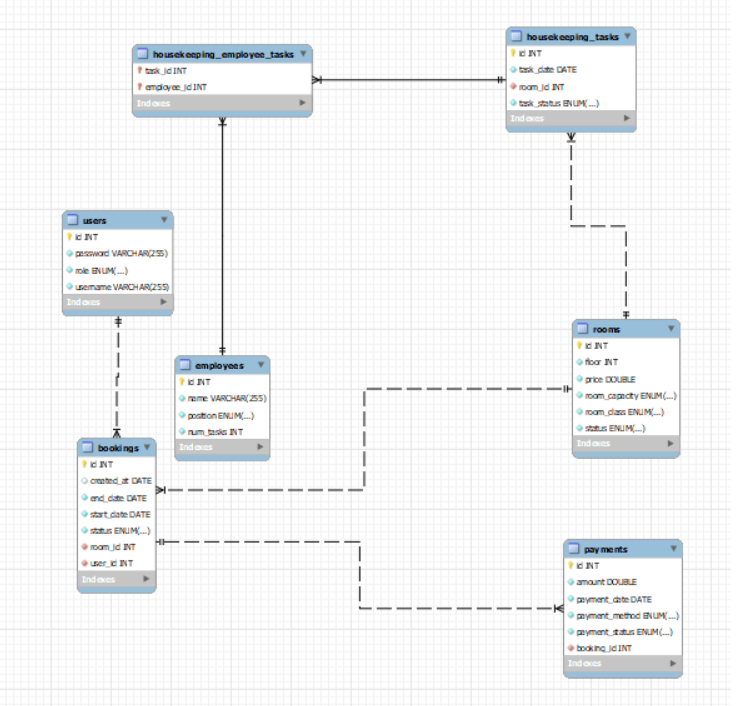 housekeeping_employee_tasks
task_id INT
employee_id INT
Indexes
housekeeping_tasks
id INT
task_date DATE
room_id INT
task_status ENUM(...)
Indexes
users
id INT
password VARCHAR(255)
role ENUM(...)
username VARCHAR(255)
Indexes
employees
id INT
name VARCHAR(255)
position ENUM(...)
num_tasks INT
Indexes
rooms
id INT
floor INT
price DOUBLE
room_capacity ENUM(...)
room_class ENUM(...)
status ENUM(...)
Indexes
bookings
id INT
created_at DATE
end_date DATE
start_date DATE
status ENUM(...)
room_id INT
user_id INT
Indexes
payments
id INT
amount DOUBLE
payment_date DATE
payment_method ENUM(...)
payment_status ENUM(...)
booking_id INT
Indexes